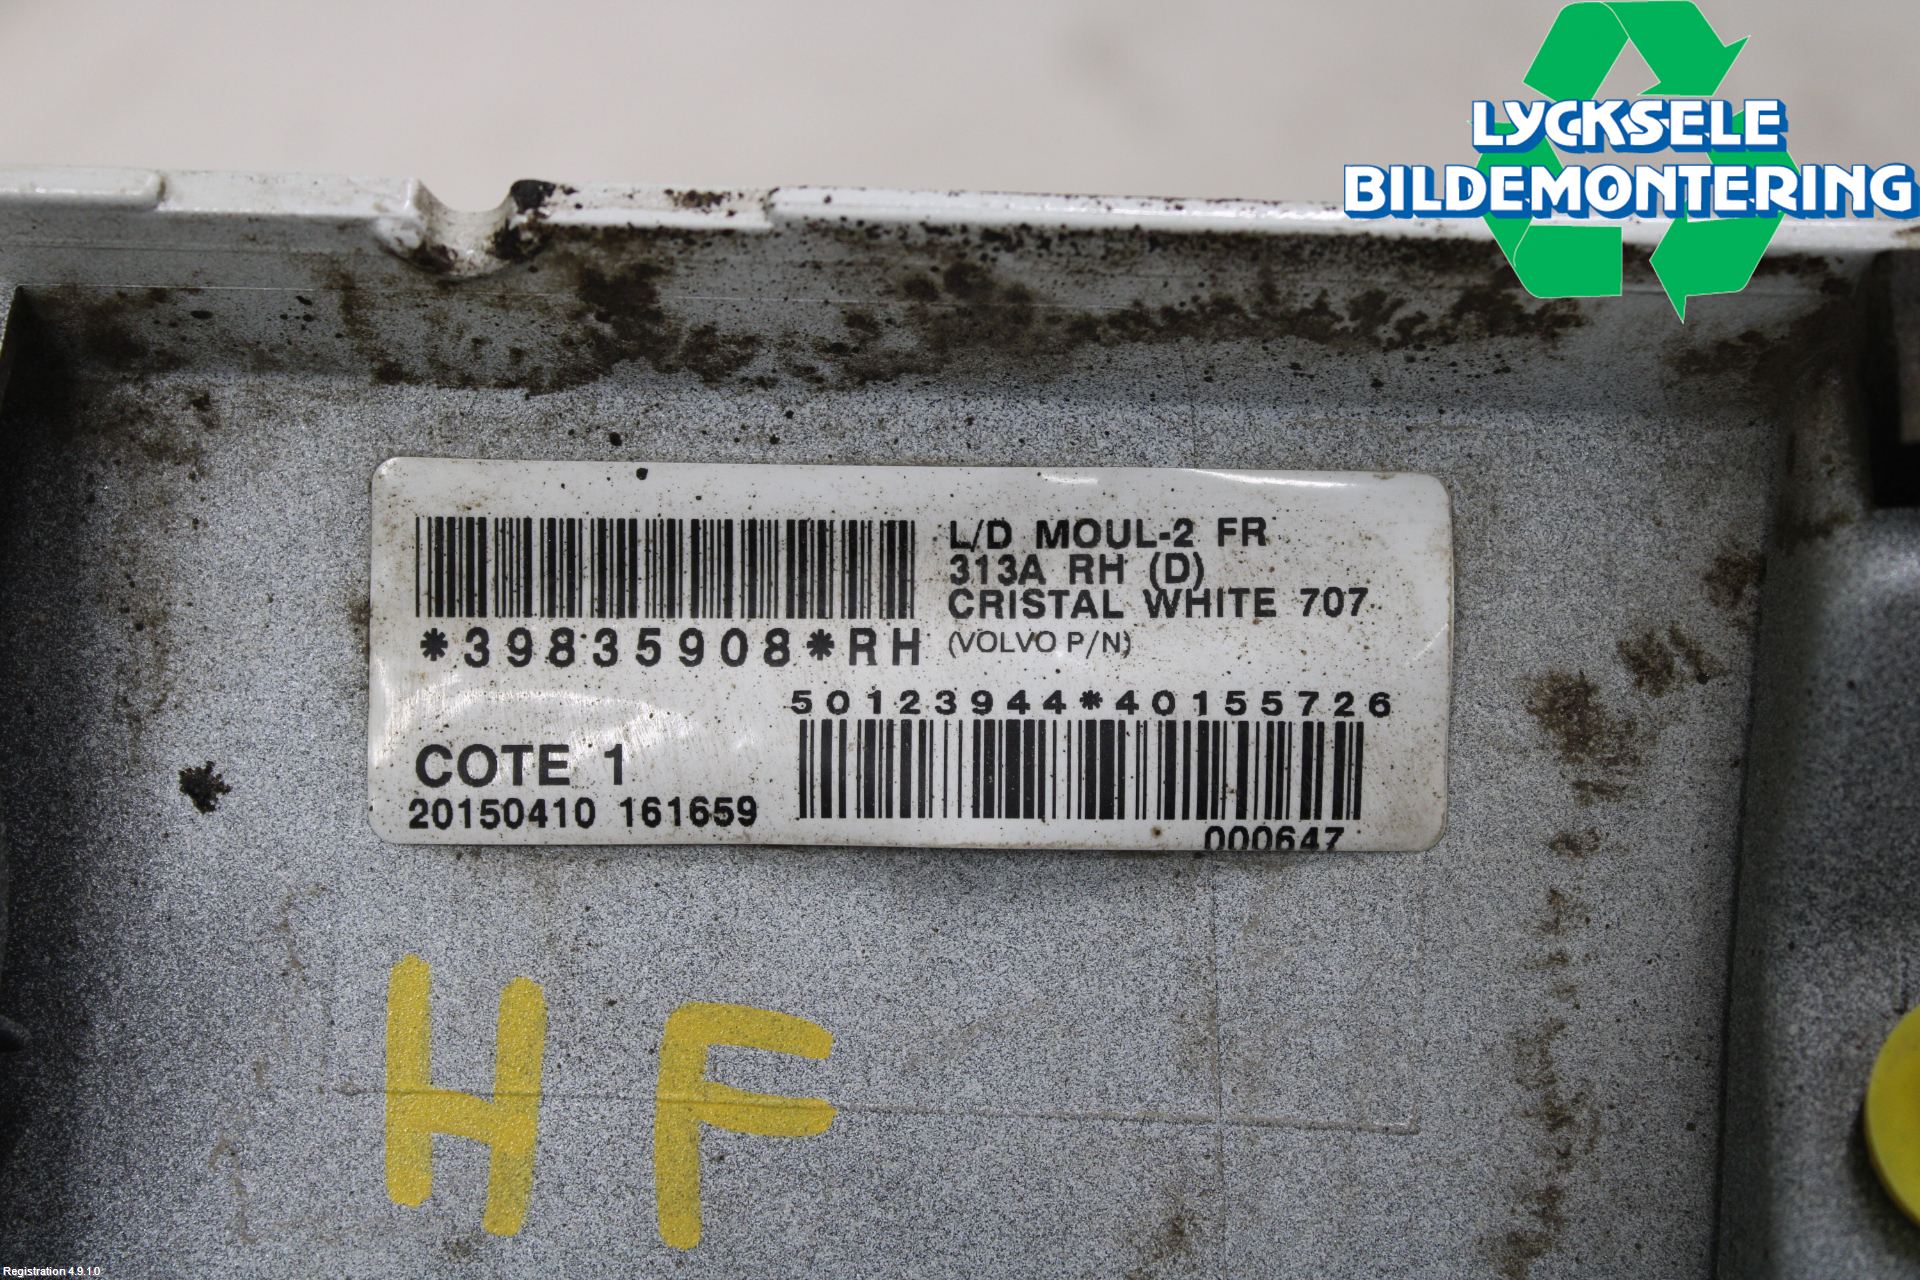 LYCKSELE
BILDEMONTERING
L/D MOUL-2 FR
313A RH (D)
CRISTAL WHITE 707
*39835908*RH
(VOLVO P/N)
50123944*40155726
COTE 1
20150410 161659
000647
HF
Registration 4.9.1.0